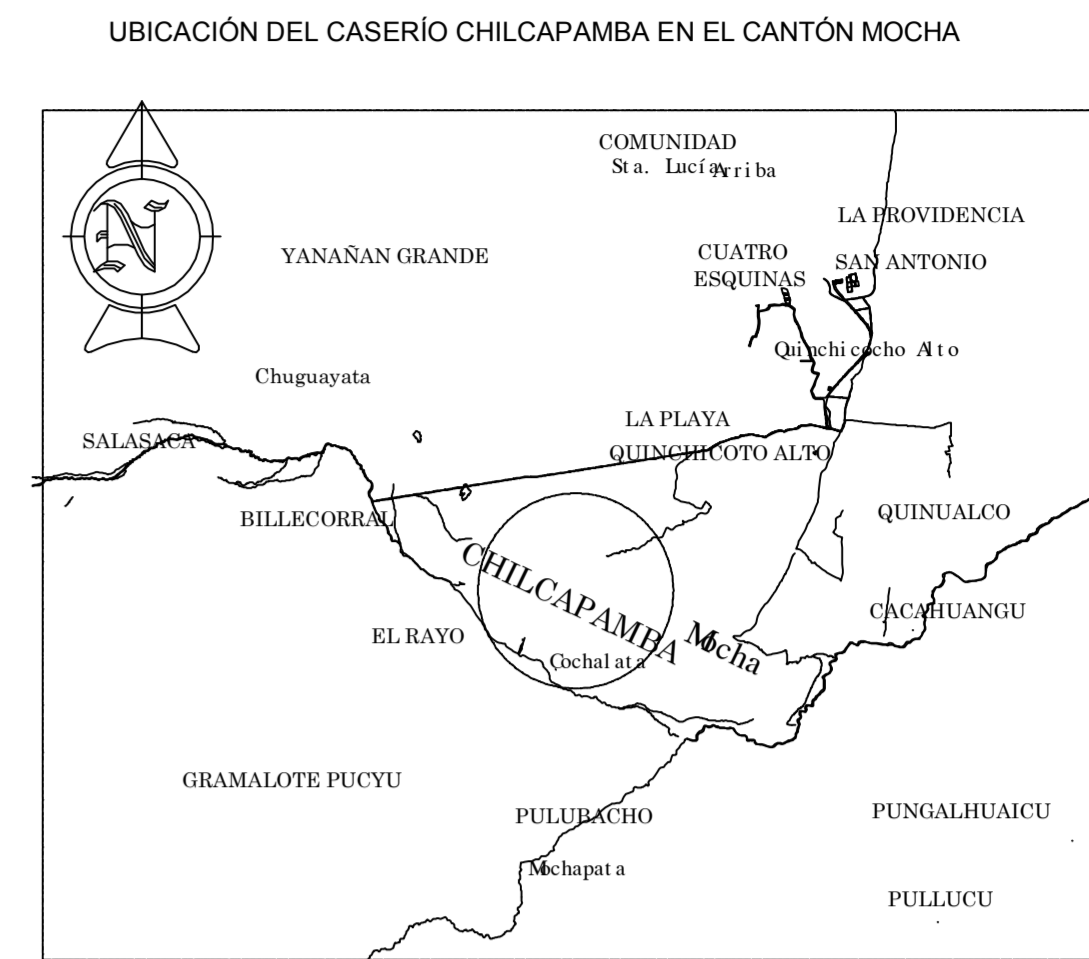 UBICACIÓN DEL CASERÍO CHILCAPAMBA EN EL CANTÓN MOCHA
N
COMUNIDAD
Sta. Lucía Arriba
LA PROVIDENCIA
YANAÑAN GRANDE
CUATRO
ESQUINAS
SAN ANTONIO
Quinchicocho Alto
Chuguayata
LA PLAYA
SALASACA
QUINCHICOTO ALTO
BILLECORRAL
QUINUALCO
CHILCAPAMBA
CACAHUANGU
EL RAYO
Mocha
Cochalata
GRAMALOTE PUCYU
PULUBACHO
PUNGALHUAICU
Mochapata
PULLUCU